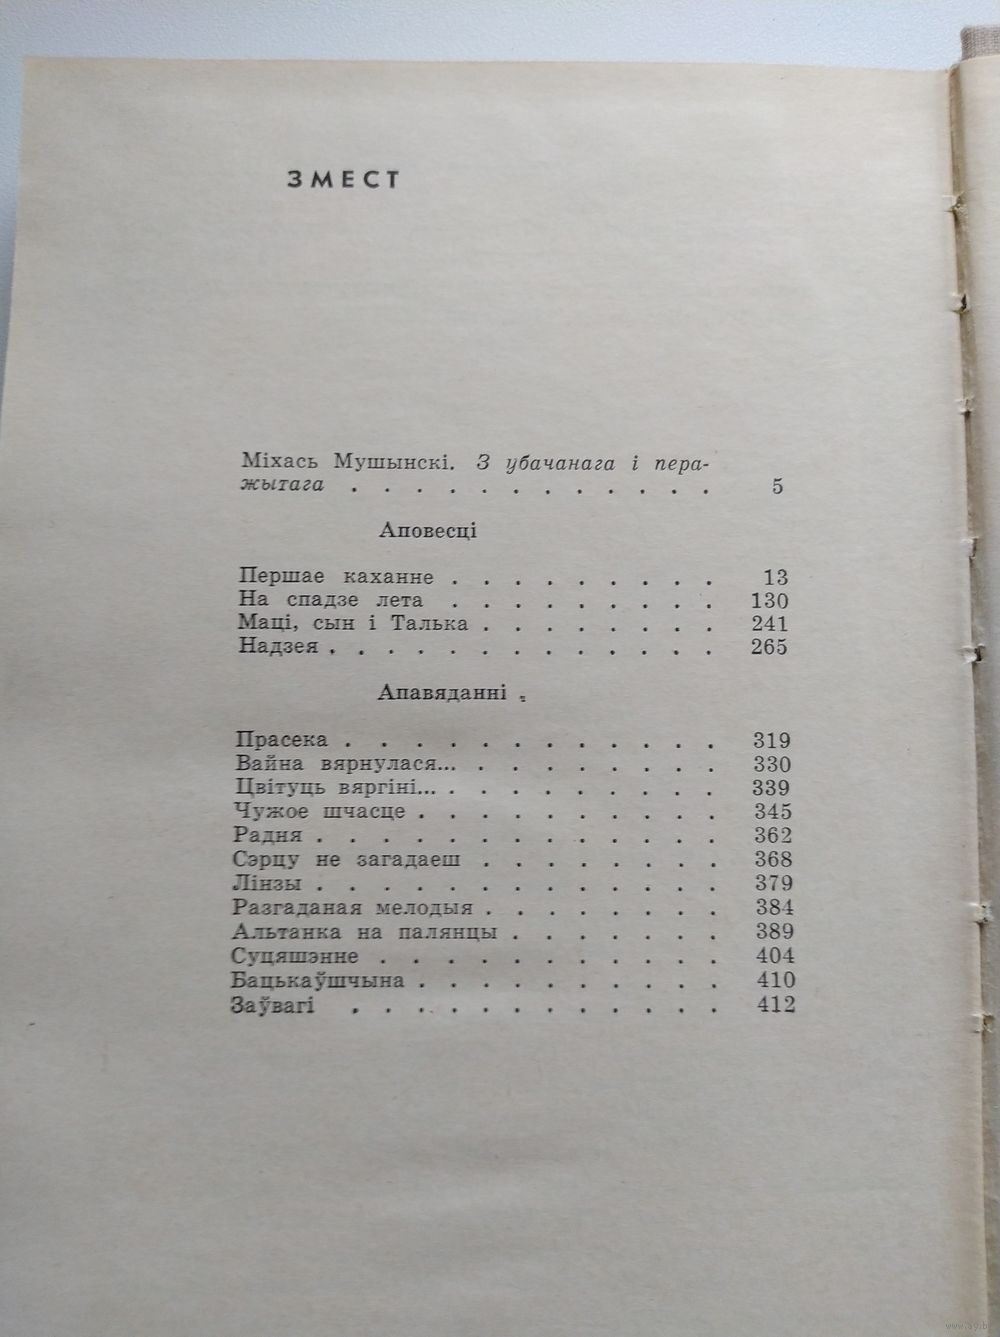 ЗМЕСТ
Міхась Мушынскі. З убачанага і пера-
жытага . . . . . . . . . . . . 5
Аповесці
Першае каханне . . . . . . . . . 13
На спадзе лета . . . . . . . . . 130
Маці, сын і Талька . . . . . . . . 241
Надзея . . . . . . . . . . . . . 265
Апавяданні
Прасека . . . . . . . . . . . . 319
Вайна вярнулася... . . . . . . . . 330
Цвітуць вяргіні... . . . . . . . . . 339
Чужое шчасце . . . . . . . . . . 345
Радня . . . . . . . . . . . . . 362
Сэрцу не загадаеш . . . . . . . . 368
Лінзы . . . . . . . . . . . . . 379
Разгаданая мелодыя . . . . . . . . 384
Альтанка на палянцы . . . . . . . 389
Суцяшэнне . . . . . . . . . . . 404
Бацькаўшчына . . . . . . . . . . 410
Заўвагі . . . . . . . . . . . . 412